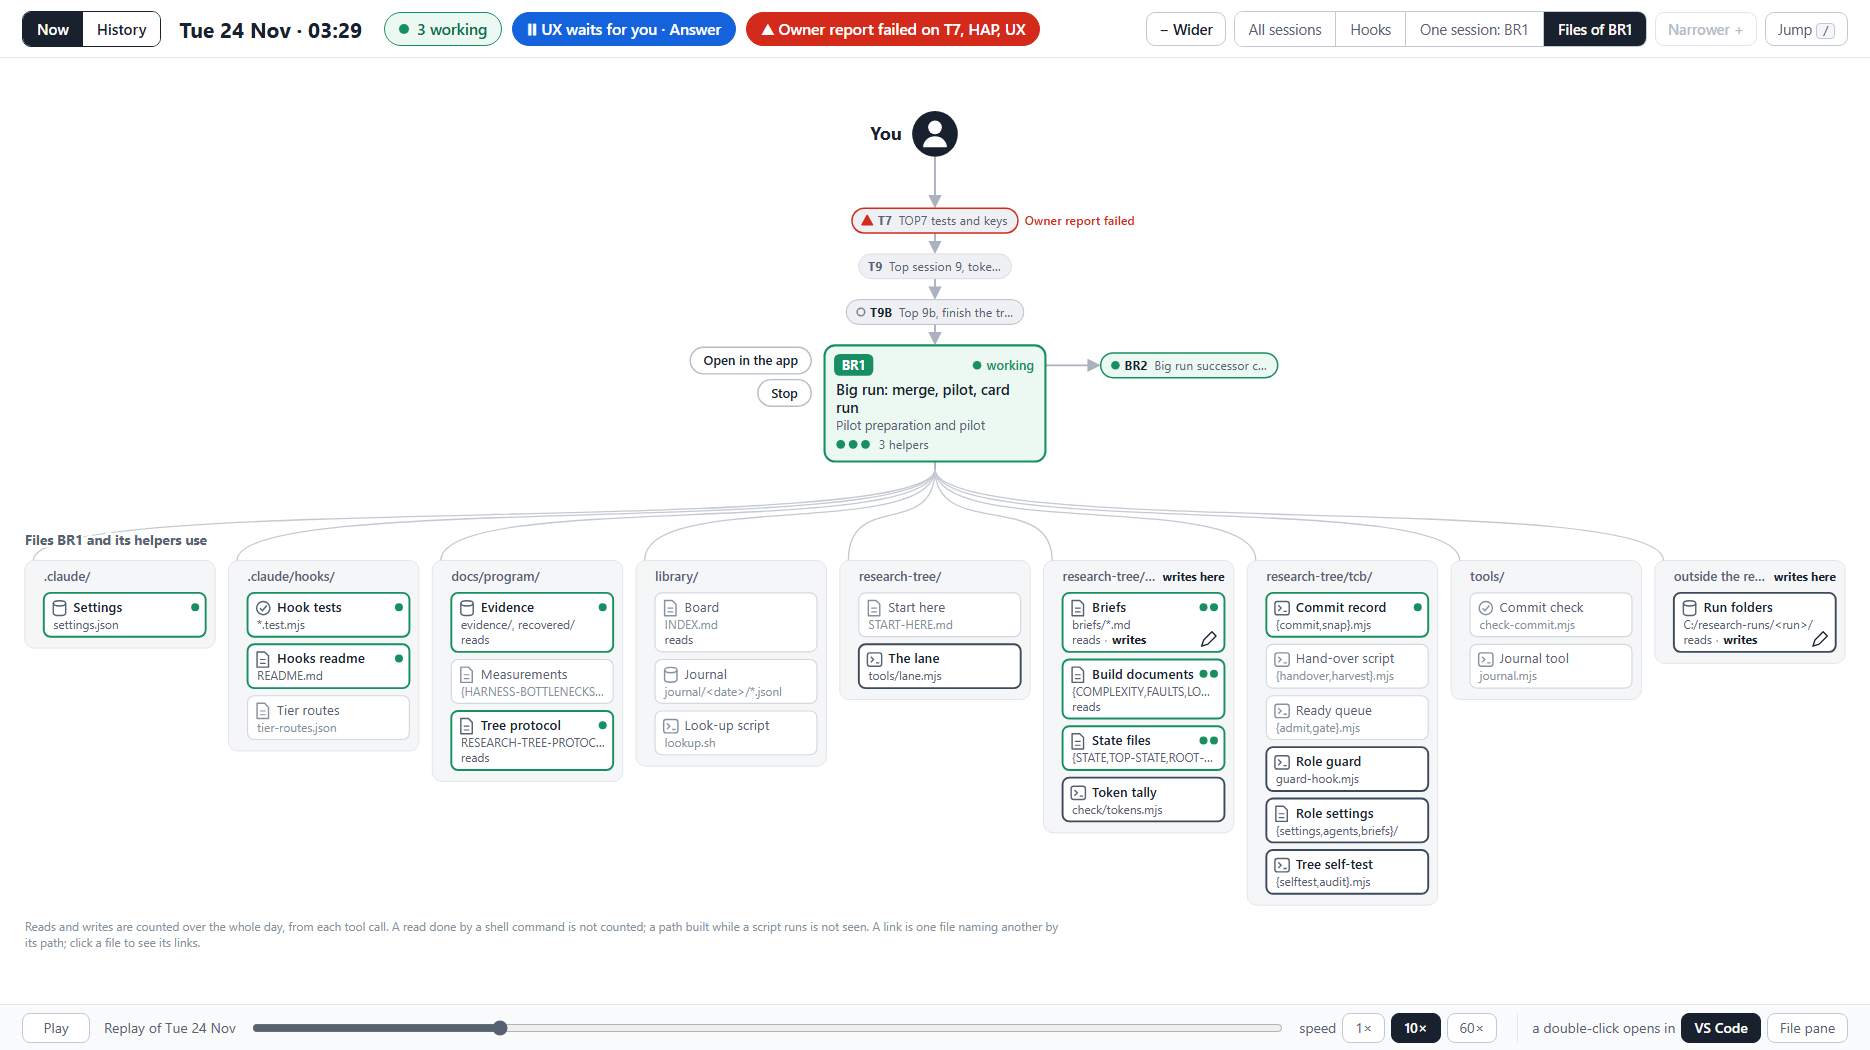 Now
History
Tue 24 Nov · 03:29
3 working
UX waits for you · Answer
Owner report failed on T7, HAP, UX
– Wider
All sessions
Hooks
One session: BR1
Files of BR1
Narrower +
Jump /
You
T7 TOP7 tests and keys
Owner report failed
T9 Top session 9, toke...
T9B Top 9b, finish the tr...
Open in the app
Stop
BR1
working
Big run: merge, pilot, card
run
Pilot preparation and pilot
3 helpers
BR2 Big run successor c...
Files BR1 and its helpers use
.claude/
Settings
settings.json
.claude/hooks/
Hook tests
*.test.mjs
Hooks readme
README.md
Tier routes
tier-routes.json
docs/program/
Evidence
evidence/, recovered/
reads
Measurements
{HARNESS-BOTTLENECKS...
Tree protocol
RESEARCH-TREE-PROTOC...
reads
library/
Board
INDEX.md
reads
Journal
journal/<date>/*.jsonl
Look-up script
lookup.sh
research-tree/
Start here
START-HERE.md
The lane
tools/lane.mjs
research-tree/... writes here
Briefs
briefs/*.md
reads · writes
Build documents
{COMPLEXITY,FAULTS,LO...
reads
State files
{STATE,TOP-STATE,ROOT-...
Token tally
check/tokens.mjs
research-tree/tcb/
Commit record
{commit,snap}.mjs
Hand-over script
{handover,harvest}.mjs
Ready queue
{admit,gate}.mjs
Role guard
guard-hook.mjs
Role settings
{settings,agents,briefs}/
Tree self-test
{selftest,audit}.mjs
tools/
Commit check
check-commit.mjs
Journal tool
journal.mjs
outside the re... writes here
Run folders
C:/research-runs/<run>/
reads · writes
Reads and writes are counted over the whole day, from each tool call. A read done by a shell command is not counted; a path built while a script runs is not seen. A link is one file naming another by
its path; click a file to see its links.
Play
Replay of Tue 24 Nov
speed
1×
10×
60×
a double-click opens in
VS Code
File pane